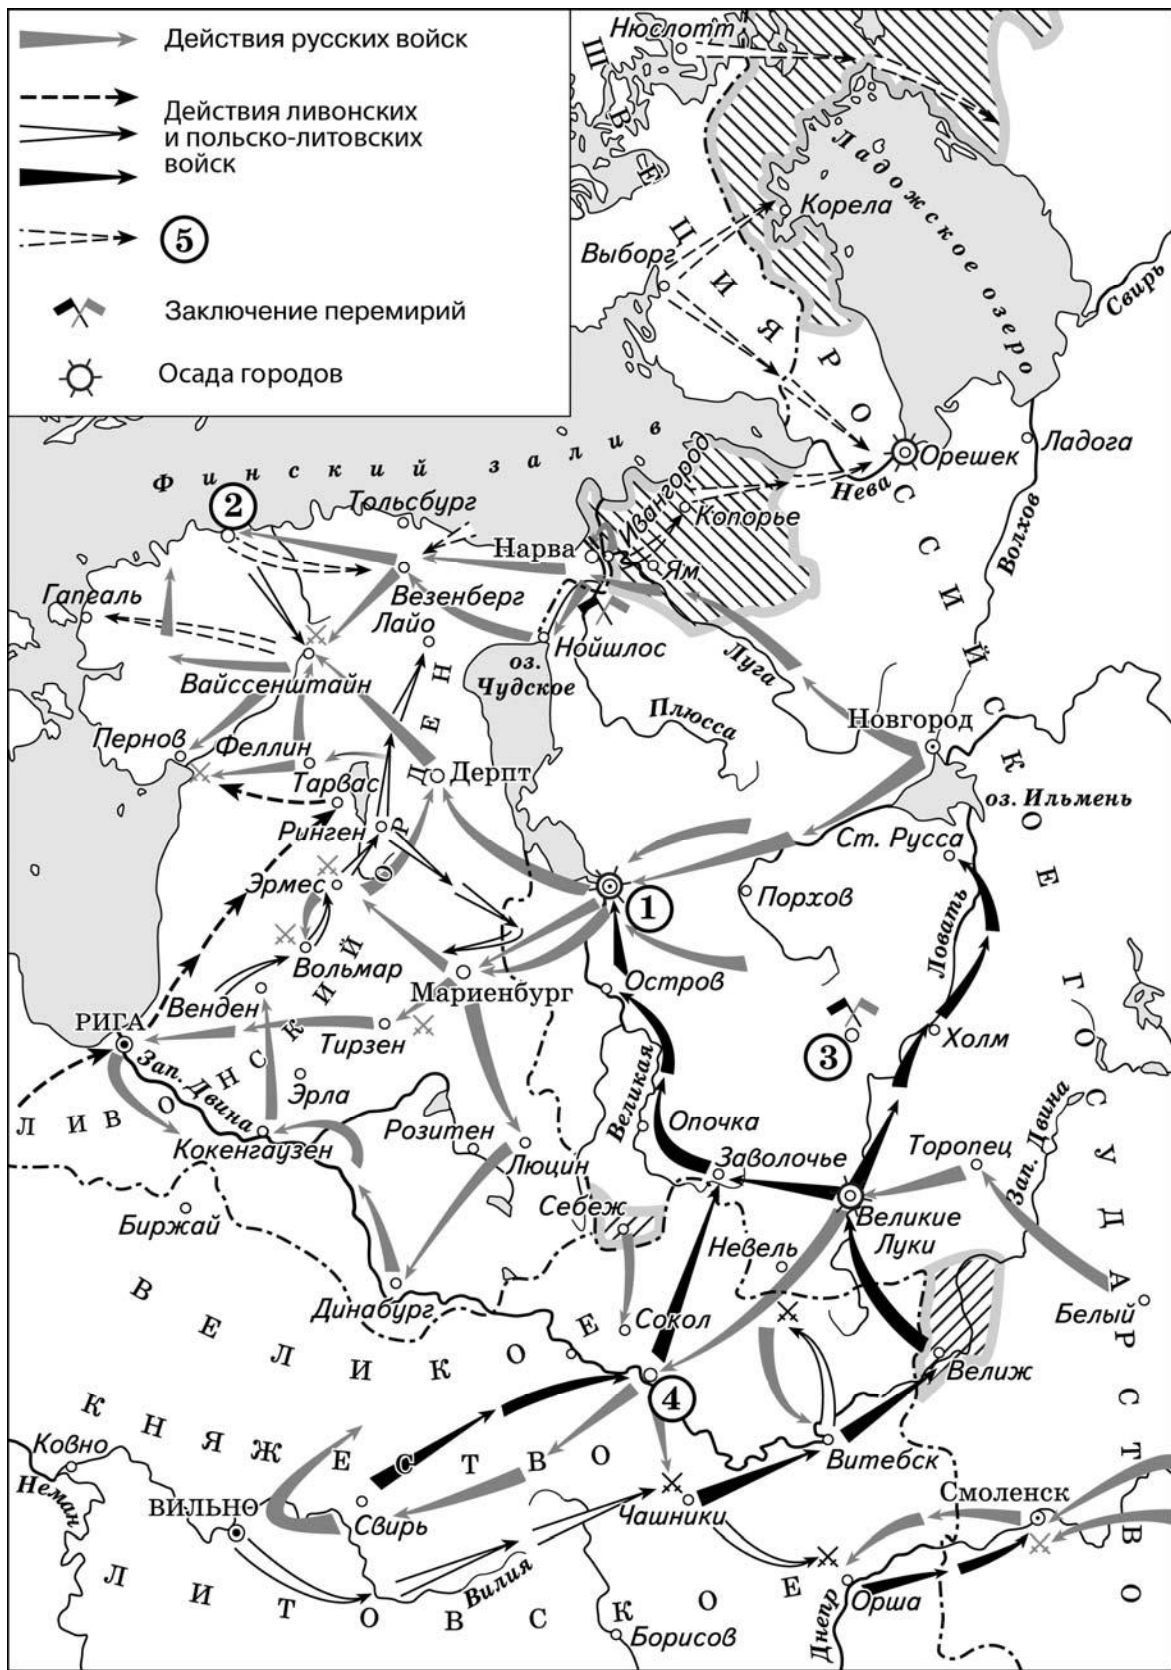 Действия русских войск
Действия ливонских
и польско-литовских
войск
5
Заключение перемирий
Осада городов
Нюслотт
ШВЕЦИЯ
Ладожское озеро
Корела
Выборг
Свирь
РОССИЙСКОЕ ГОСУДАРСТВО
Финский залив
Орешек
Ладога
Нева
Волхов
2
Тольсбург
Ивангород
Копорье
Нарва
Ям
Гапсаль
Везенберг
Лайо
Нойшлос
оз.
Чудское
Луга
Вайссенштайн
Плюсса
Новгород
Пернов
Феллин
Дерпт
Тарвас
оз. Ильмень
Ринген
Ст. Русса
Эрмес
1
Порхов
Ловать
Вольмар
Мариенбург
Остров
Венден
РИГА
Тирзен
3
Холм
Зап. Двина
Эрла
Великая
ЛИВОНСКИЙ ОРДЕН
Опочка
Зап. Двина
Кокенгаузен
Розитен
Люцин
Заволочье
Торопец
Биржай
Себеж
Великие
Луки
Невель
Динабург
Сокол
Белый
Велиж
4
ВЕЛИКОЕ
КНЯЖЕСТВО
ЛИТОВСКОЕ
Ковно
Неман
Витебск
ВИЛЬНО
Свирь
Чашники
Смоленск
Вилия
Орша
Днепр
Борисов